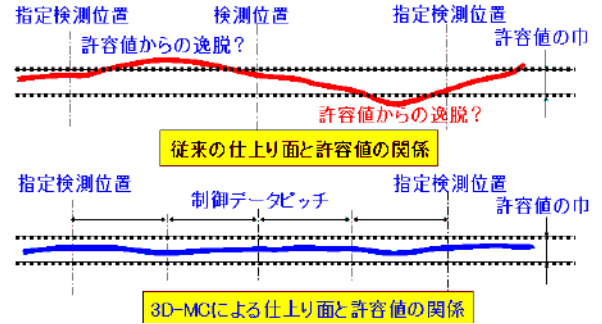 指定検測位置
検測位置
指定検測位置
許容値の巾
許容値からの逸脱?
許容値からの逸脱?
従来の仕上り面と許容値の関係
指定検測位置
制御データピッチ
指定検測位置
許容値の巾
3D-MCによる仕上り面と許容値の関係